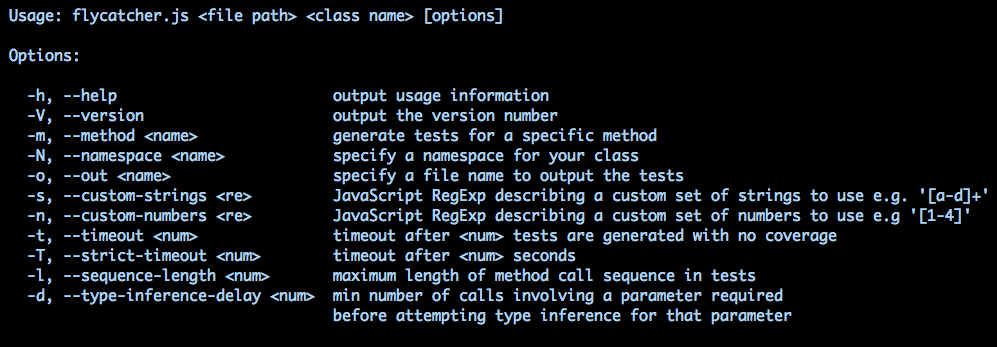 Usage: flycatcher.js <file path> <class name> [options]
Options:
-h, --help output usage information
-V, --version output the version number
-m, --method <name> generate tests for a specific method
-N, --namespace <name> specify a namespace for your class
-o, --out <name> specify a file name to output the tests
-s, --custom-strings <re> JavaScript RegExp describing a custom set of strings to use e.g. '[a-d]+'
-n, --custom-numbers <re> JavaScript RegExp describing a custom set of numbers to use e.g '[1-4]'
-t, --timeout <num> timeout after <num> tests are generated with no coverage
-T, --strict-timeout <num> timeout after <num> seconds
-l, --sequence-length <num> maximum length of method call sequence in tests
-d, --type-inference-delay <num> min number of calls involving a parameter required
before attempting type inference for that parameter